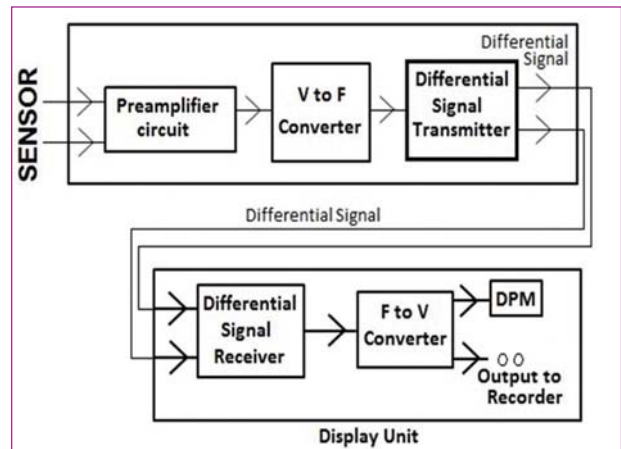 Differential
Signal
SENSOR
Preamplifier
circuit
V to F
Converter
Differential
Signal
Transmitter
Differential Signal
Differential
Signal
Receiver
F to V
Converter
DPM
Output to
Recorder
Display Unit